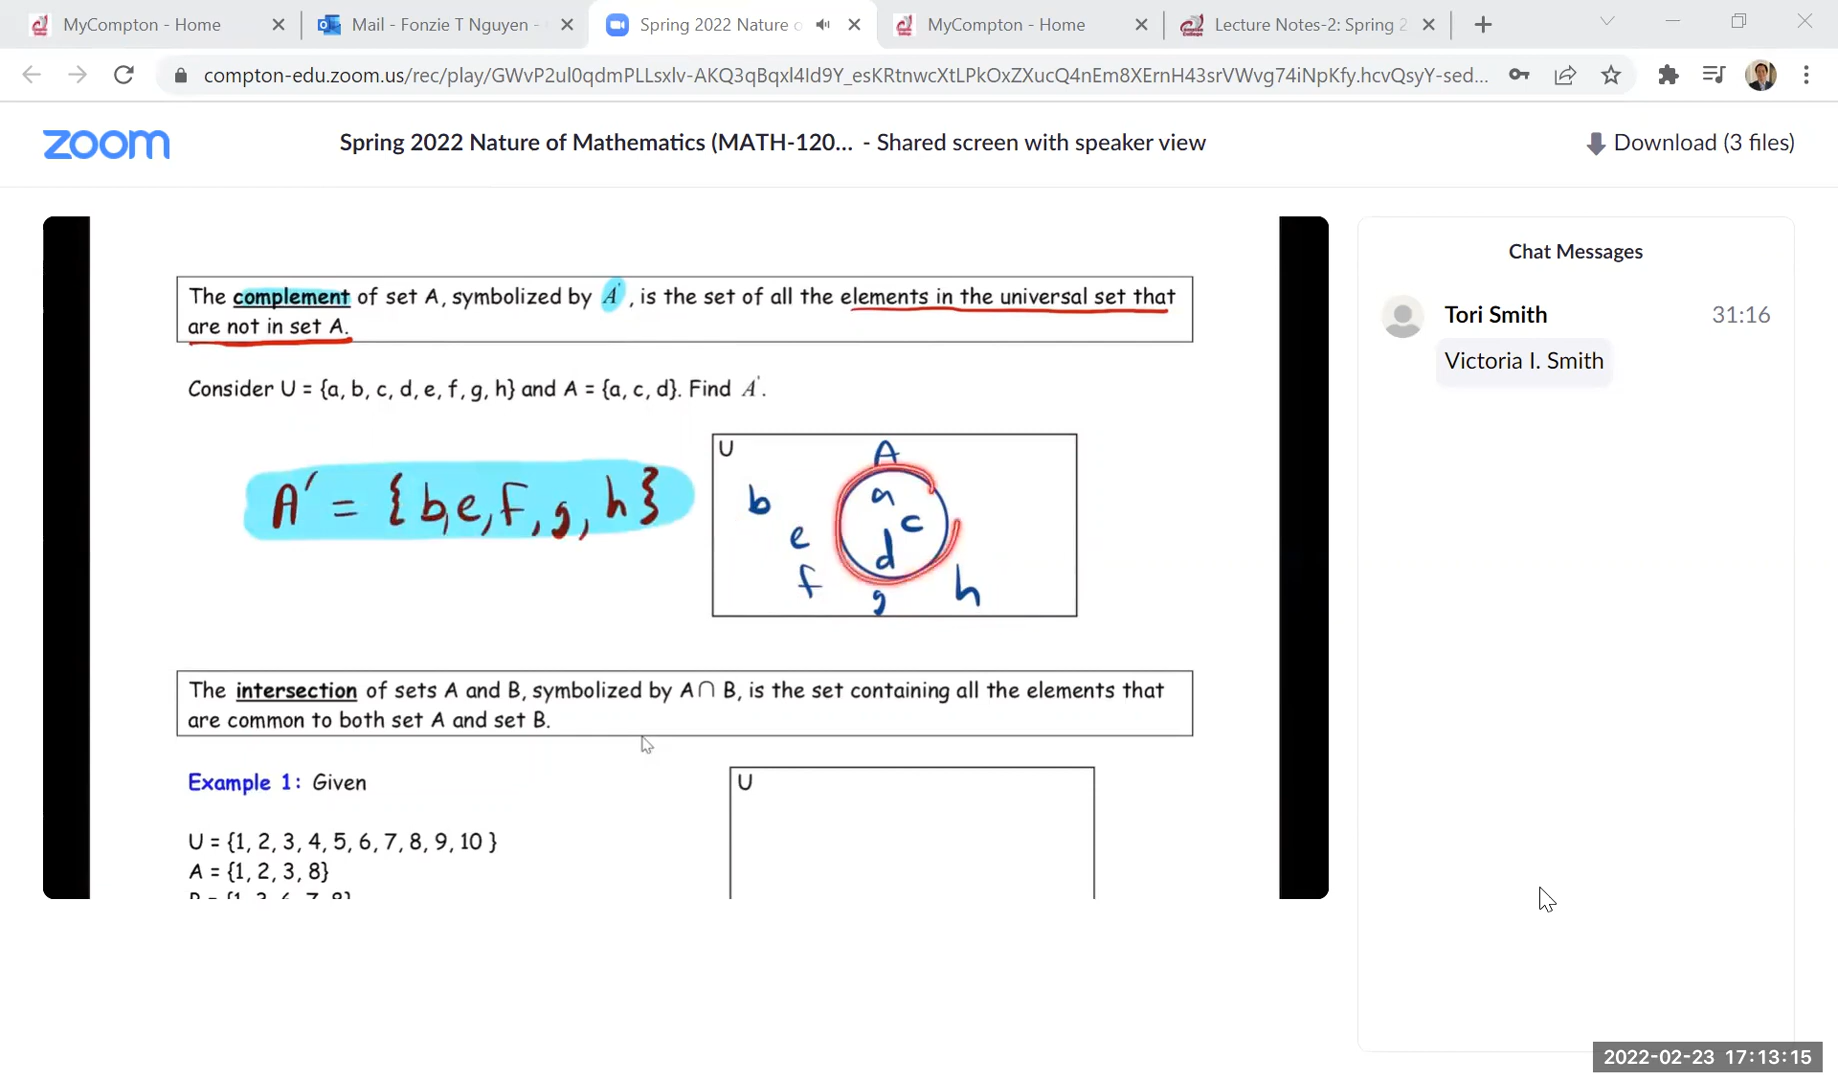 MyCompton - Home
Mail - Fonzie T Nguyen -
Spring 2022 Nature o
MyCompton - Home
Lecture Notes-2: Spring 2
compton-edu.zoom.us/rec/play/GWvP2ul0qdmPLLsxlv-AKQ3qBqxl4Id9Y_esKRtnwcXtLPkOxZXucQ4nEm8XErnH43srVWvg74iNpKfy.hcvQsyY-sed...
zoom
Spring 2022 Nature of Mathematics (MATH-120... - Shared screen with speaker view
Download (3 files)
The complement of set A, symbolized by A', is the set of all the elements in the universal set that
are not in set A.
Consider U = {a, b, c, d, e, f, g, h} and A = {a, c, d}. Find A'.
A' = {b,e,f,g,h}
U
A
a
b
c
e
d
f
g
h
The intersection of sets A and B, symbolized by A∩ B, is the set containing all the elements that
are common to both set A and set B.
Example 1: Given
U
U = {1, 2, 3, 4, 5, 6, 7, 8, 9, 10 }
A = {1, 2, 3, 8}
Chat Messages
Tori Smith 31:16
Victoria I. Smith
2022-02-23 17:13:15